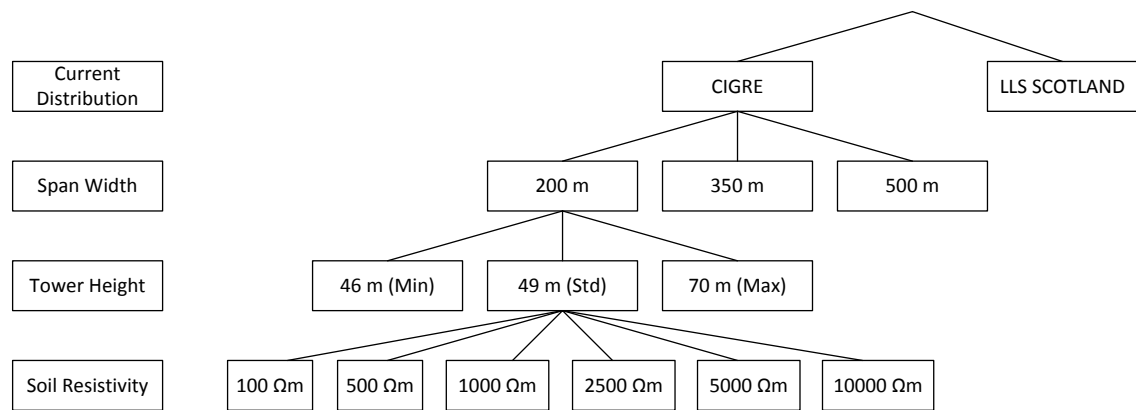 Current
Distribution
CIGRE
LLS SCOTLAND
Span Width
200 m
350 m
500 m
Tower Height
46 m (Min)
49 m (Std)
70 m (Max)
Soil Resistivity
100 Ωm
500 Ωm
1000 Ωm
2500 Ωm
5000 Ωm
10000 Ωm